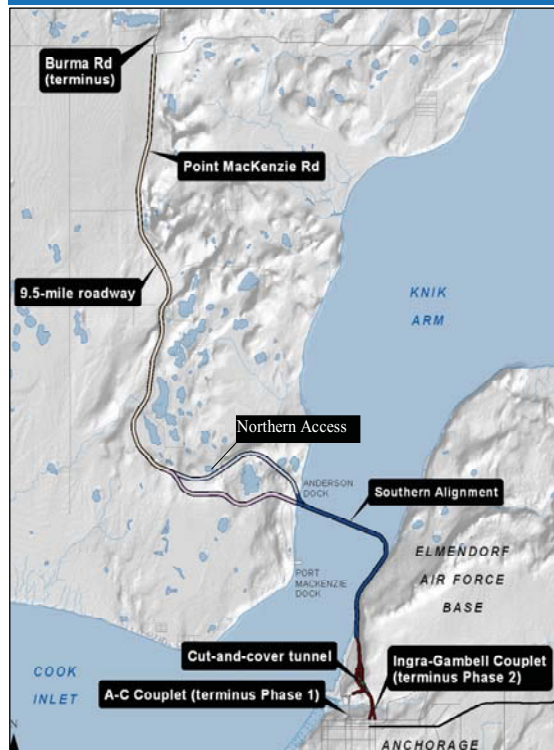 Burma Rd
(terminus)
Point MacKenzie Rd
9.5-mile roadway
KNIK
ARM
Northern Access
ANDERSON
DOCK
Southern Alignment
ELMENDORF
AIR FORCE
BASE
PORT
MACKENZIE
DOCK
Cut-and-cover tunnel
Ingra-Gambell Couplet
(terminus Phase 2)
COOK
INLET
A-C Couplet (terminus Phase 1)
N
ANCHORAGE